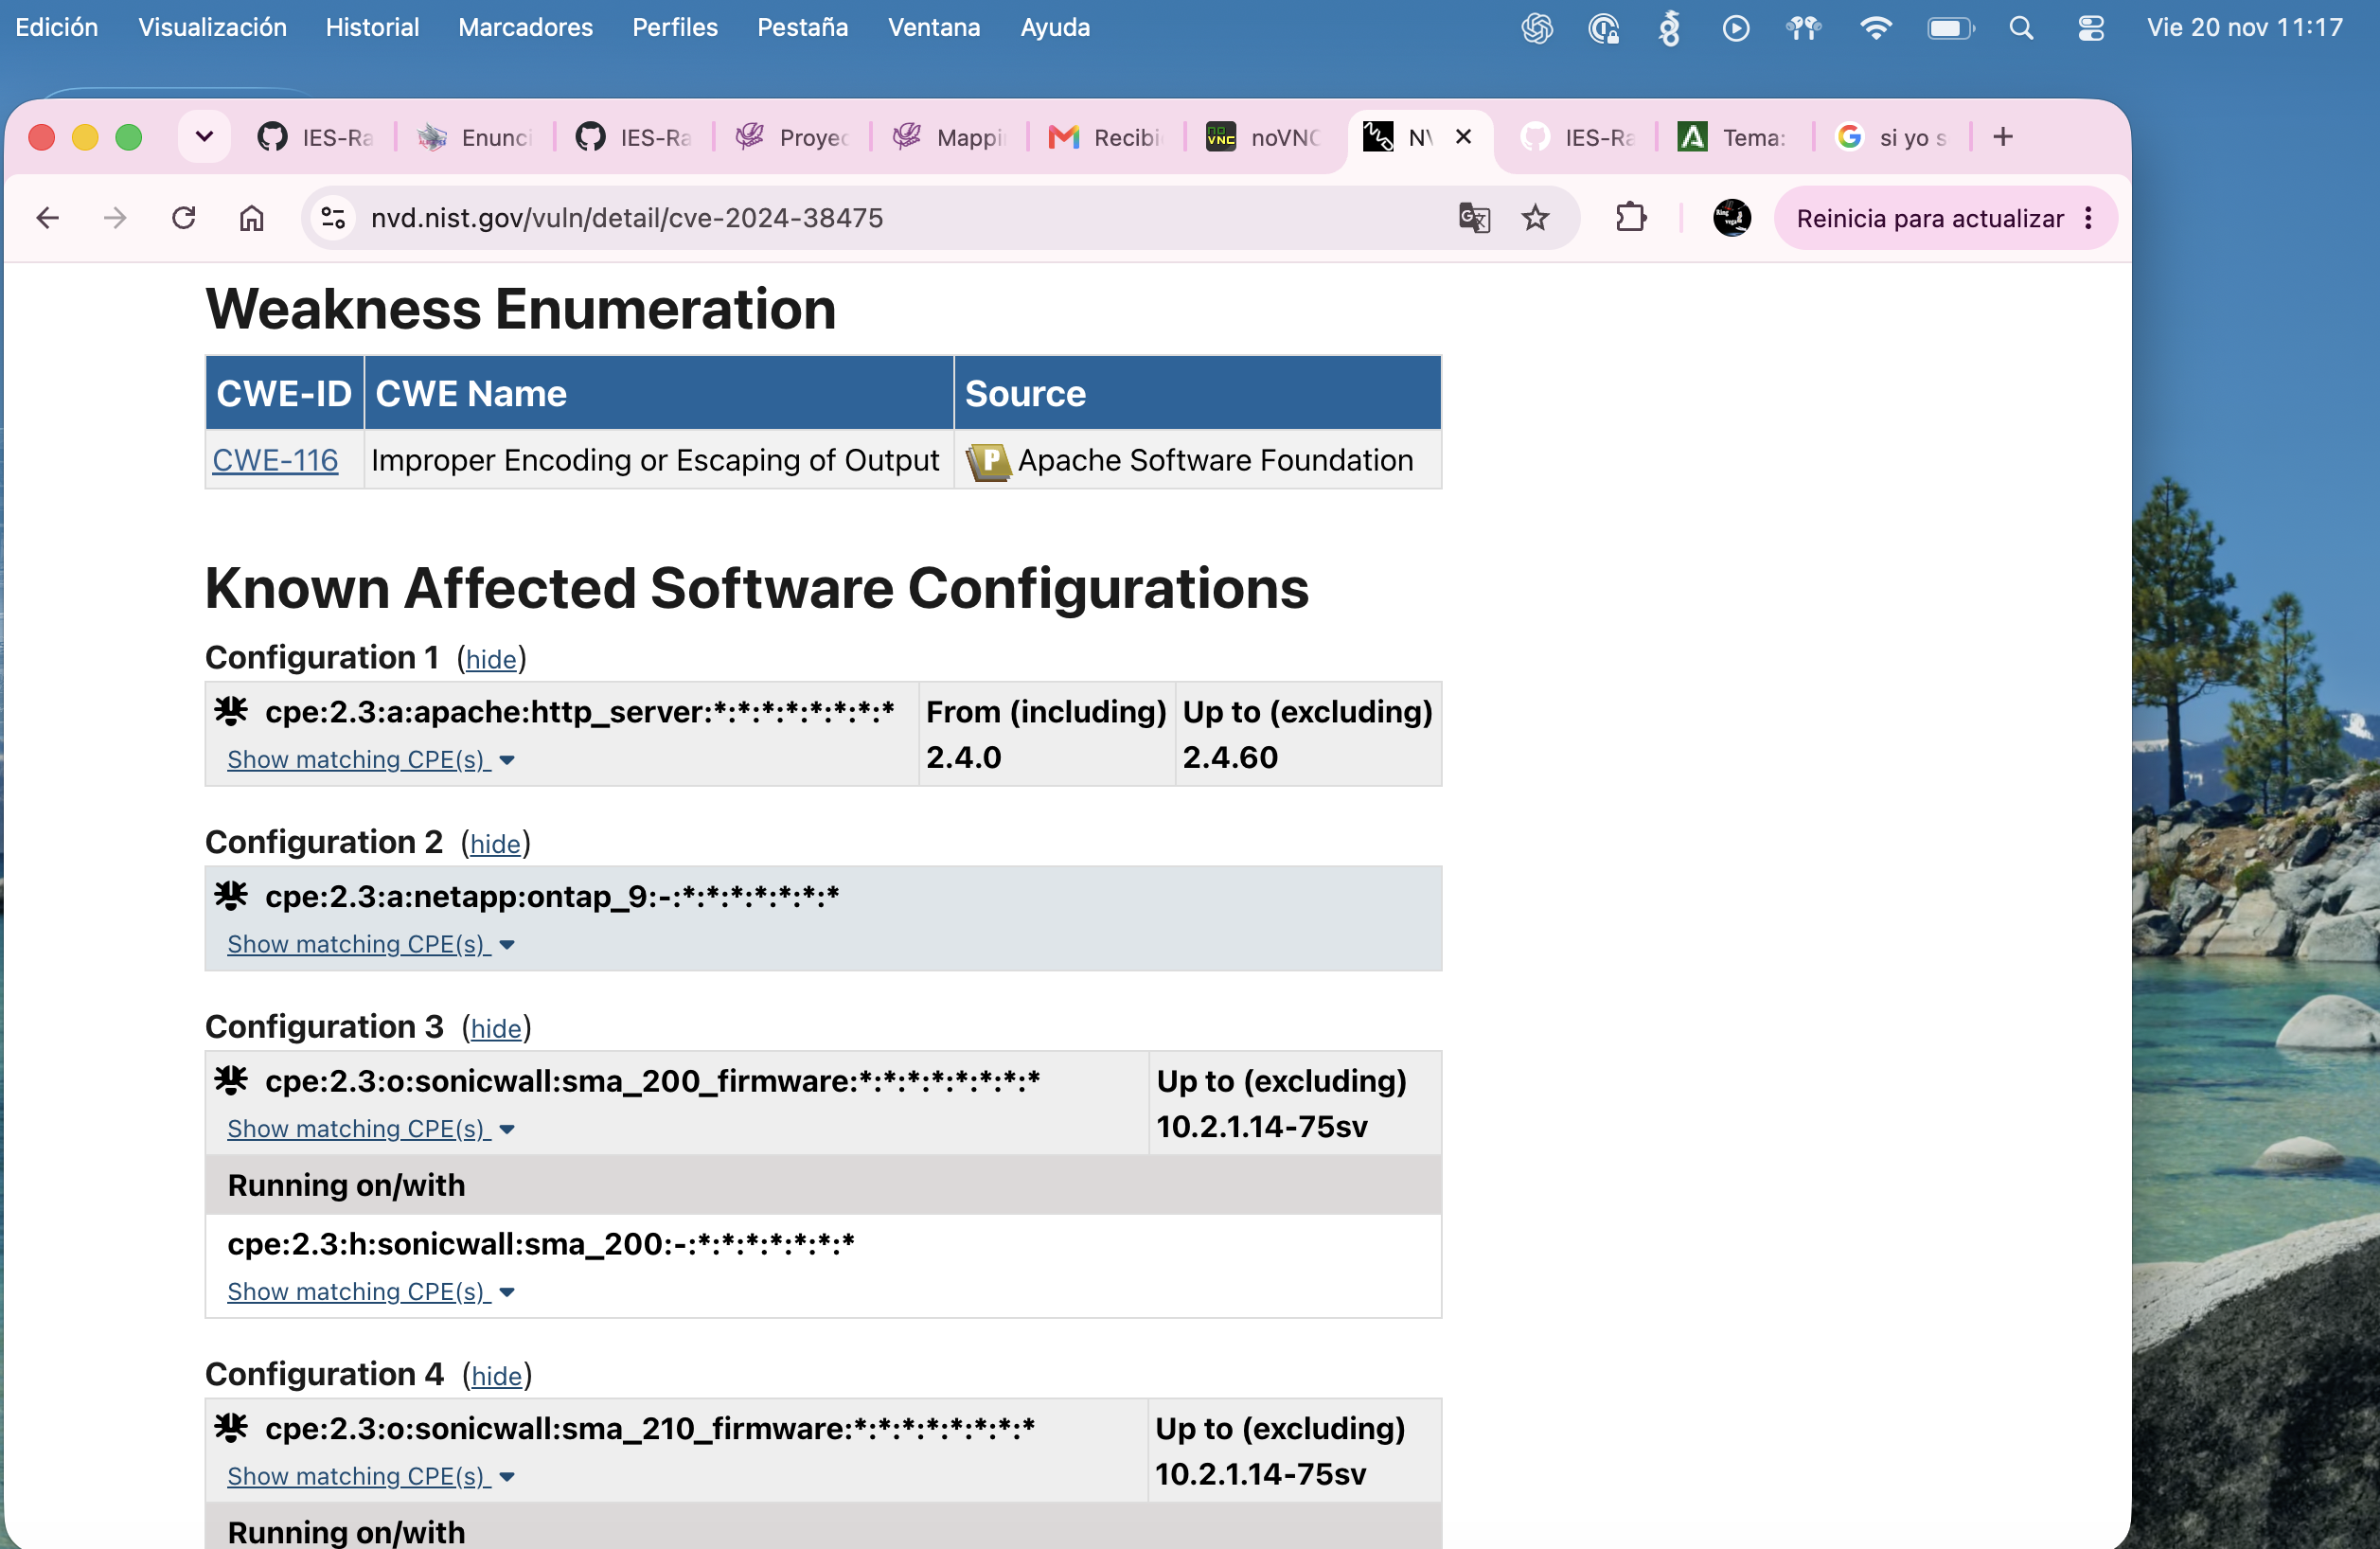 Edición Visualización Historial Marcadores Perfiles Pestaña Ventana Ayuda Vie 20 nov 11:17
IES-Ra Enunci IES-Ra Proyec Mappi Recibi noVNC NV IES-Ra Tema: si yo s
nvd.nist.gov/vuln/detail/cve-2024-38475 Reinicia para actualizar
Weakness Enumeration
CWE-ID CWE Name Source
CWE-116 Improper Encoding or Escaping of Output Apache Software Foundation
Known Affected Software Configurations
Configuration 1 (hide)
cpe:2.3:a:apache:http_server:*:*:*:*:*:*:*:* From (including) Up to (excluding)
Show matching CPE(s) 2.4.0 2.4.60
Configuration 2 (hide)
cpe:2.3:a:netapp:ontap_9:-:*:*:*:*:*:*:*
Show matching CPE(s)
Configuration 3 (hide)
cpe:2.3:o:sonicwall:sma_200_firmware:*:*:*:*:*:*:*:* Up to (excluding)
Show matching CPE(s) 10.2.1.14-75sv
Running on/with
cpe:2.3:h:sonicwall:sma_200:-:*:*:*:*:*:*:*
Show matching CPE(s)
Configuration 4 (hide)
cpe:2.3:o:sonicwall:sma_210_firmware:*:*:*:*:*:*:*:* Up to (excluding)
Show matching CPE(s) 10.2.1.14-75sv
Running on/with